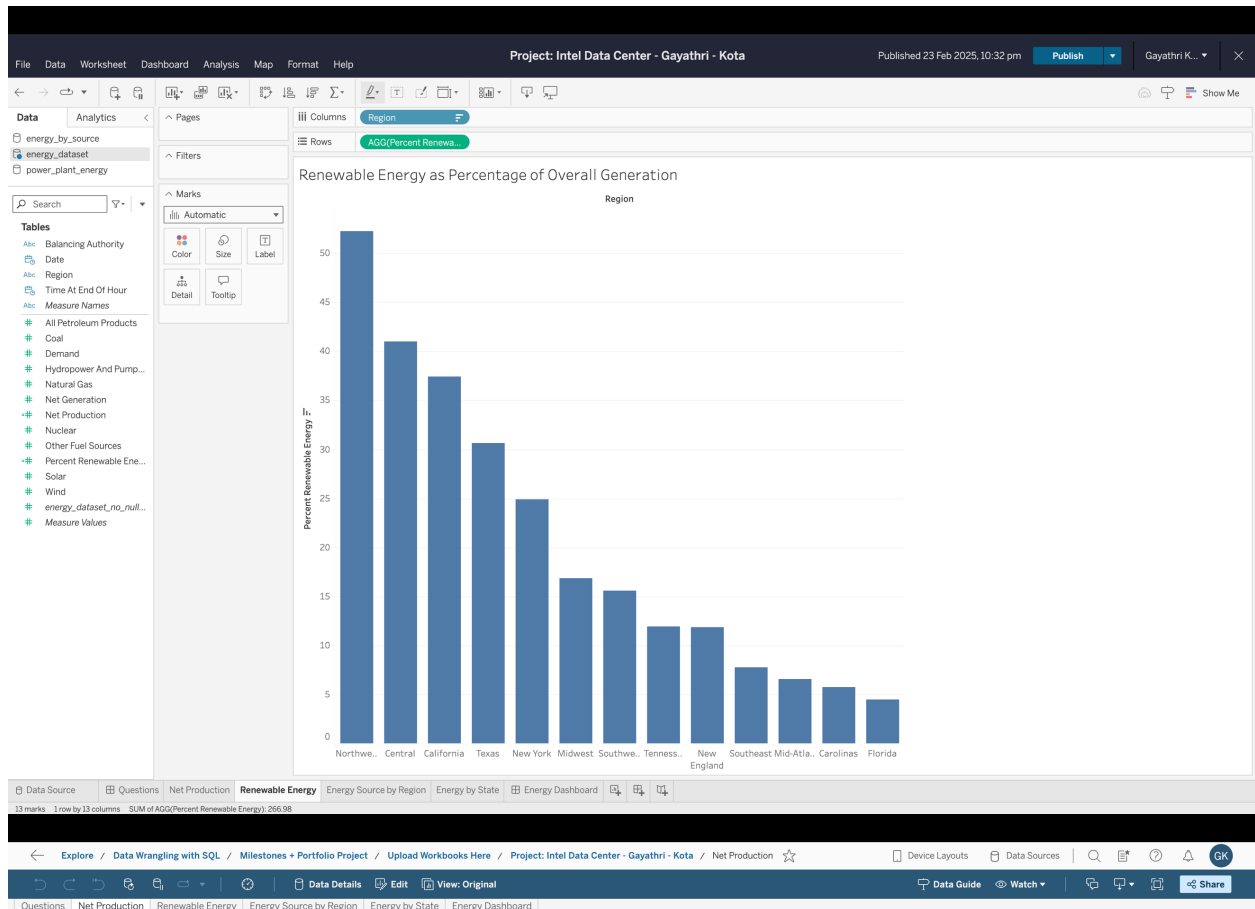 Project: Intel Data Center - Gayathri - Kota
Published 23 Feb 2025, 10:32 pm
Publish
Gayathri K...
File Data Worksheet Dashboard Analysis Map Format Help
Show Me
Data Analytics
energy_by_source
energy_dataset
power_plant_energy
Search
Tables
Abc Balancing Authority
Date
Abc Region
Time At End Of Hour
Abc Measure Names
# All Petroleum Products
# Coal
# Demand
# Hydropower And Pump...
# Natural Gas
# Net Generation
=# Net Production
# Nuclear
# Other Fuel Sources
=# Percent Renewable Ene...
# Solar
# Wind
# energy_dataset_no_null...
# Measure Values
Pages
Filters
Marks
Automatic
Color Size Label
Detail Tooltip
Columns Region
Rows AGG(Percent Renewa...
Renewable Energy as Percentage of Overall Generation
Region
Percent Renewable Energy
50
45
40
35
30
25
20
15
10
5
0
Northwe.. Central California Texas New York Midwest Southwe.. Tenness.. New England Southeast Mid-Atla.. Carolinas Florida
Data Source Questions Net Production Renewable Energy Energy Source by Region Energy by State Energy Dashboard
13 marks 1 row by 13 columns SUM of AGG(Percent Renewable Energy): 266.98
Explore / Data Wrangling with SQL / Milestones + Portfolio Project / Upload Workbooks Here / Project: Intel Data Center - Gayathri - Kota / Net Production
Device Layouts Data Sources GK
Data Details Edit View: Original Data Guide Watch Share
Questions Net Production Renewable Energy Energy Source by Region Energy by State Energy Dashboard